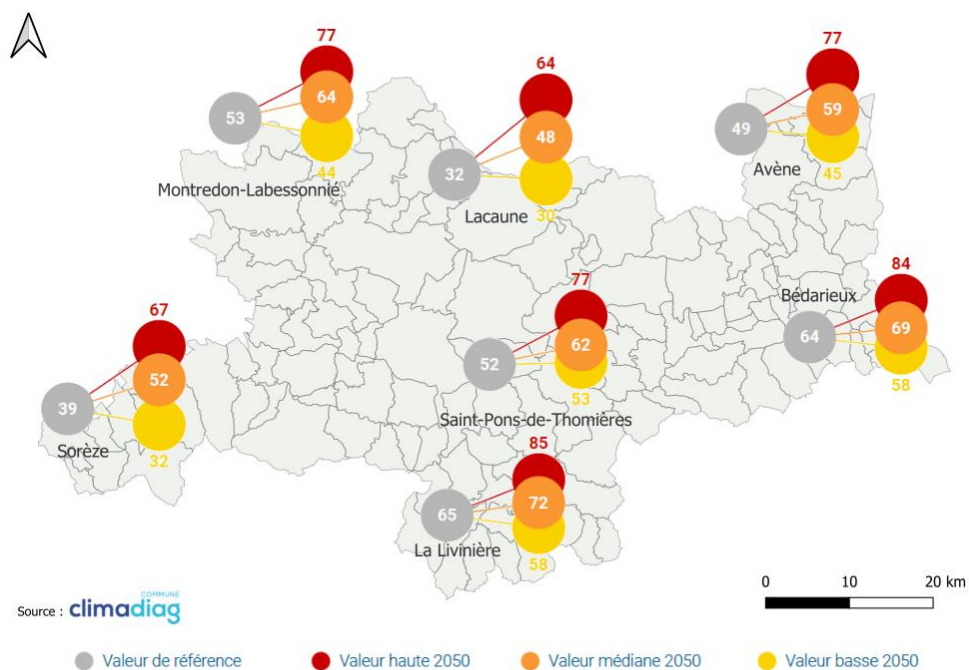 77
64
53
44
Montredon-Labessonnié
64
48
32
30
Lacaune
77
59
49
45
Avène
84
Bédarieux
69
64
58
77
62
52
53
Saint-Pons-de-Thomières
67
52
39
32
Sorèze
85
72
65
58
La Livinière
0 10 20 km
Source : climadiag COMMUNE
Valeur de référence Valeur haute 2050 Valeur médiane 2050 Valeur basse 2050